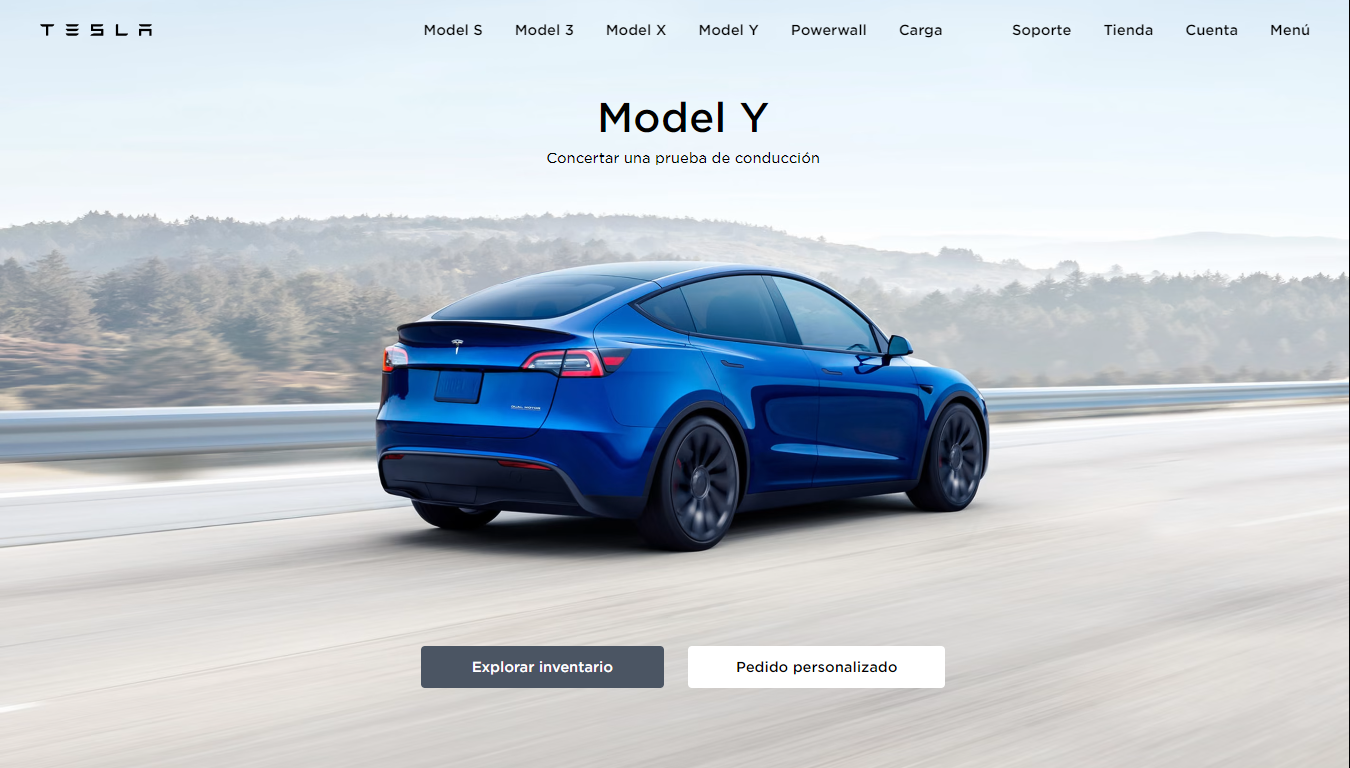 TESLA
Model S Model 3 Model X Model Y Powerwall Carga
Soporte Tienda Cuenta Menú
Model Y
Concertar una prueba de conducción
DUAL MOTOR
Explorar inventario
Pedido personalizado